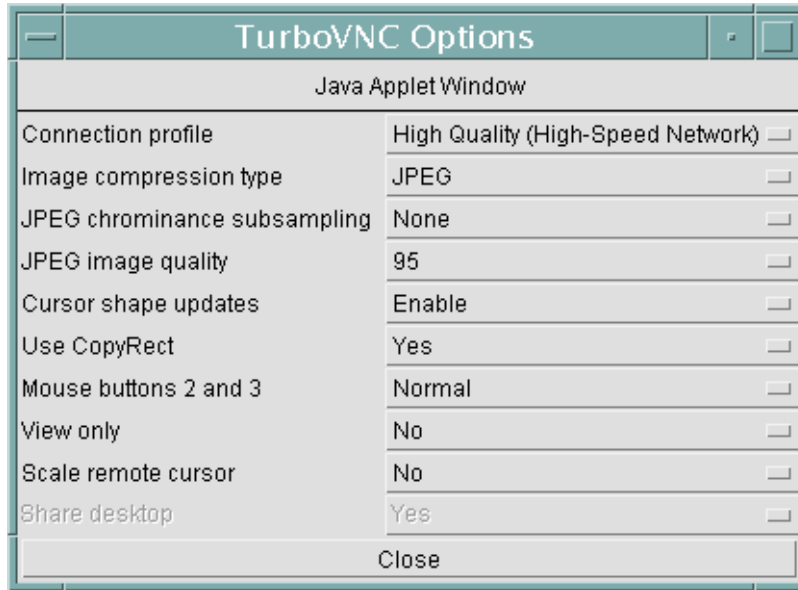 TurboVNC Options
Java Applet Window
Connection profile High Quality (High-Speed Network)
Image compression type JPEG
JPEG chrominance subsampling None
JPEG image quality 95
Cursor shape updates Enable
Use CopyRect Yes
Mouse buttons 2 and 3 Normal
View only No
Scale remote cursor No
Share desktop Yes
Close